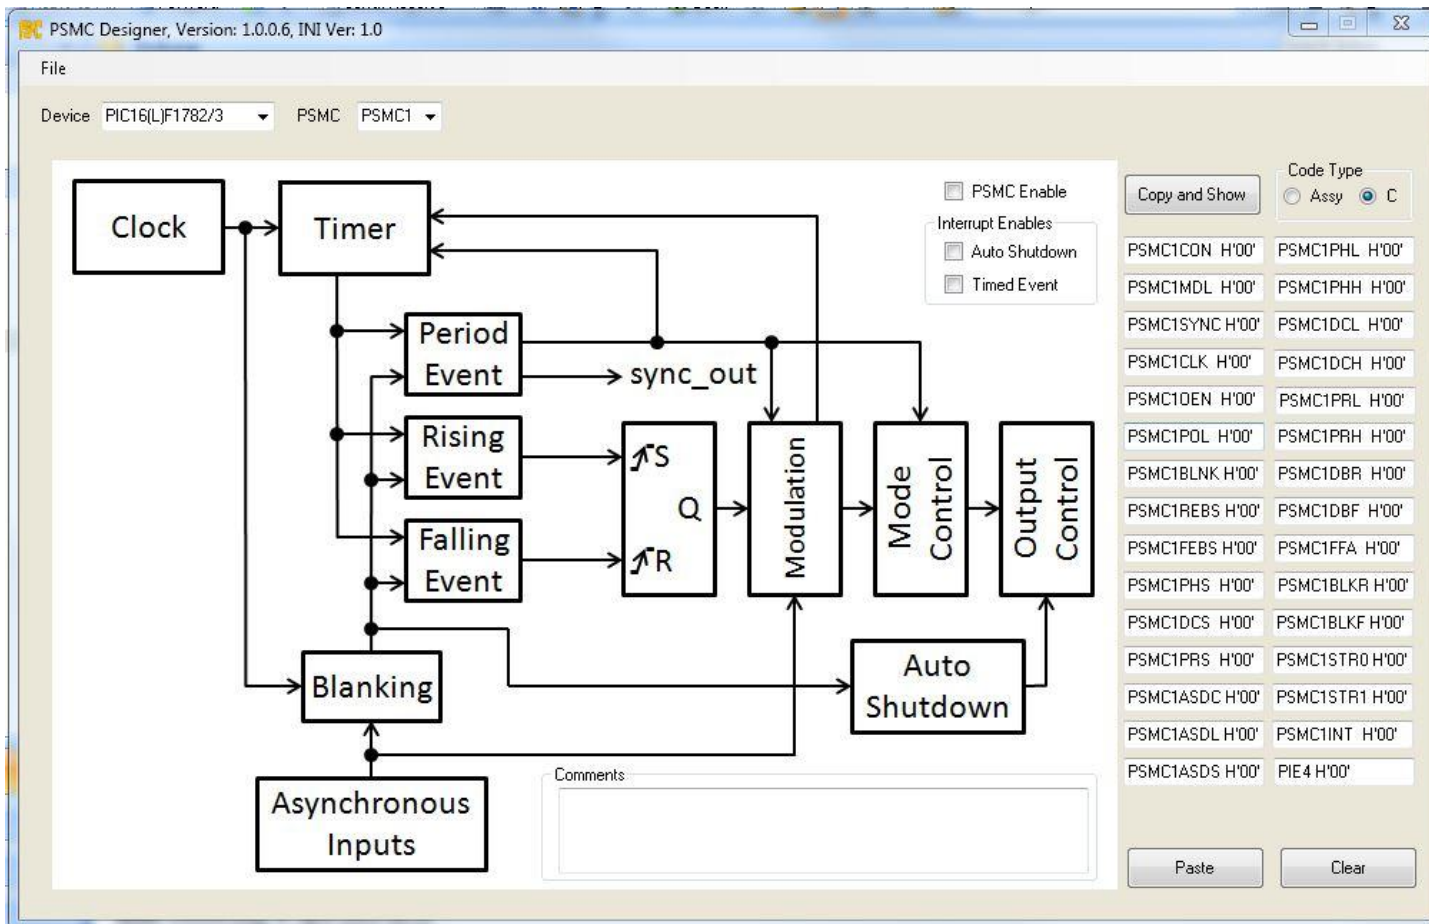 PSMC Designer, Version: 1.0.0.6, INI Ver: 1.0
File
Device PIC16(L)F1782/3 PSMC PSMC1
Clock
Timer
PSMC Enable
Interrupt Enables
Auto Shutdown
Timed Event
Period
Event
sync_out
Rising
Event
Falling
Event
S
Q
R
Modulation
Mode
Control
Output
Control
Blanking
Auto
Shutdown
Asynchronous
Inputs
Comments
Copy and Show
Code Type
Assy C
PSMC1CON H'00' PSMC1PHL H'00'
PSMC1MDL H'00' PSMC1PHH H'00'
PSMC1SYNC H'00' PSMC1DCL H'00'
PSMC1CLK H'00' PSMC1DCH H'00'
PSMC1OEN H'00' PSMC1PRL H'00'
PSMC1POL H'00' PSMC1PRH H'00'
PSMC1BLNK H'00' PSMC1DBR H'00'
PSMC1REBS H'00' PSMC1DBF H'00'
PSMC1FEBS H'00' PSMC1FFA H'00'
PSMC1PHS H'00' PSMC1BLKR H'00'
PSMC1DCS H'00' PSMC1BLKF H'00'
PSMC1PRS H'00' PSMC1STR0 H'00'
PSMC1ASDC H'00' PSMC1STR1 H'00'
PSMC1ASDL H'00' PSMC1INT H'00'
PSMC1ASDS H'00' PIE4 H'00'
Paste Clear